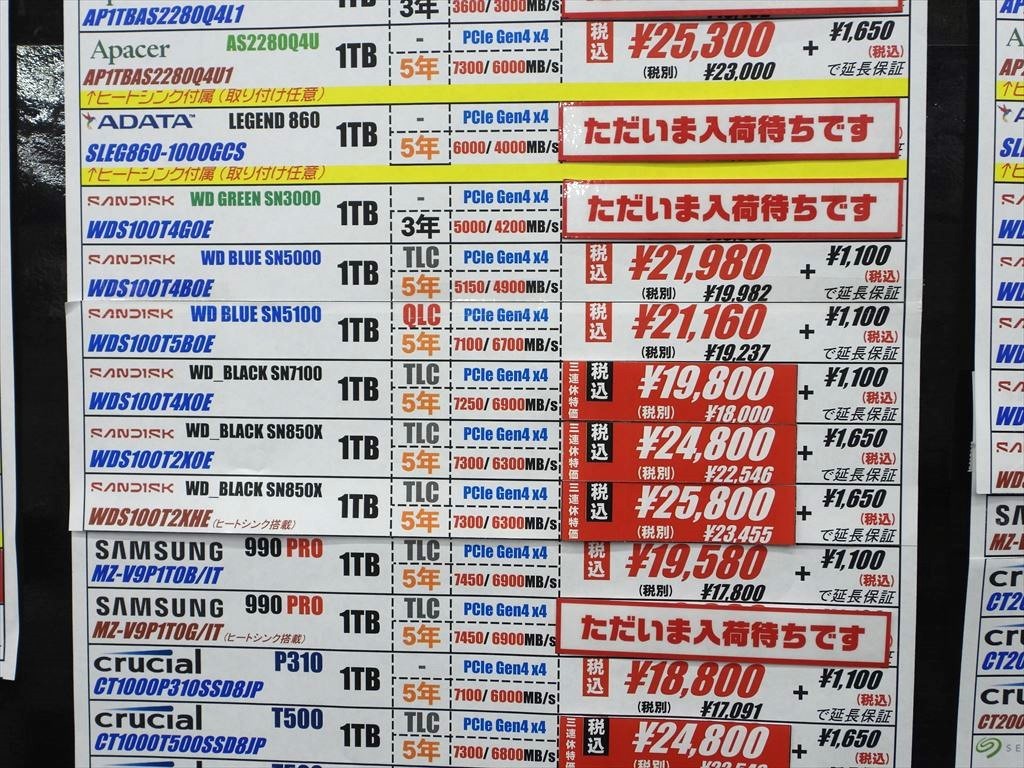 AP1TBAS2280Q4L1 3年 3600/ 3000MB/s
Apacer AS2280Q4U 1TB - PCIe Gen4 x4 税込 ¥25,300 + ¥1,650 (税込)
AP1TBAS2280Q4U1 5年 7300/ 6000MB/s (税別) ¥23,000 で延長保証
↑ヒートシンク付属 (取り付け任意)
ADATA LEGEND 860 1TB - PCIe Gen4 x4 ただいま入荷待ちです
SLEG860-1000GCS 5年 6000/ 4000MB/s
↑ヒートシンク付属 (取り付け任意)
SANDISK WD GREEN SN3000 1TB - PCIe Gen4 x4 ただいま入荷待ちです
WDS100T4G0E 3年 5000/ 4200MB/s
SANDISK WD BLUE SN5000 1TB TLC PCIe Gen4 x4 税込 ¥21,980 + ¥1,100 (税込)
WDS100T4B0E 5年 5150/ 4900MB/s (税別) ¥19,982 で延長保証
SANDISK WD BLUE SN5100 1TB QLC PCIe Gen4 x4 税込 ¥21,160 + ¥1,100 (税込)
WDS100T5B0E 5年 7100/ 6700MB/s (税別) ¥19,237 で延長保証
SANDISK WD_BLACK SN7100 1TB TLC PCIe Gen4 x4 三連休特価 税込 ¥19,800 + ¥1,100 (税込)
WDS100T4X0E 5年 7250/ 6900MB/s (税別) ¥18,000 で延長保証
SANDISK WD_BLACK SN850X 1TB TLC PCIe Gen4 x4 三連休特価 税込 ¥24,800 + ¥1,650 (税込)
WDS100T2X0E 5年 7300/ 6300MB/s (税別) ¥22,546 で延長保証
SANDISK WD_BLACK SN850X 1TB TLC PCIe Gen4 x4 三連休特価 税込 ¥25,800 + ¥1,650 (税込)
WDS100T2XHE (ヒートシンク搭載) 5年 7300/ 6300MB/s (税別) ¥23,455 で延長保証
SAMSUNG 990 PRO 1TB TLC PCIe Gen4 x4 税込 ¥19,580 + ¥1,100 (税込)
MZ-V9P1T0B/IT 5年 7450/ 6900MB/s (税別) ¥17,800 で延長保証
SAMSUNG 990 PRO 1TB TLC PCIe Gen4 x4 ただいま入荷待ちです
MZ-V9P1T0G/IT (ヒートシンク搭載) 5年 7450/ 6900MB/s
crucial P310 1TB - PCIe Gen4 x4 税込 ¥18,800 + ¥1,100 (税込)
CT1000P310SSD8JP 5年 7100/ 6000MB/s (税別) ¥17,091 で延長保証
crucial T500 1TB TLC PCIe Gen4 x4 三連休特価 税込 ¥24,800 + ¥1,650 (税込)
CT1000T500SSD8JP 5年 7300/ 6800MB/s